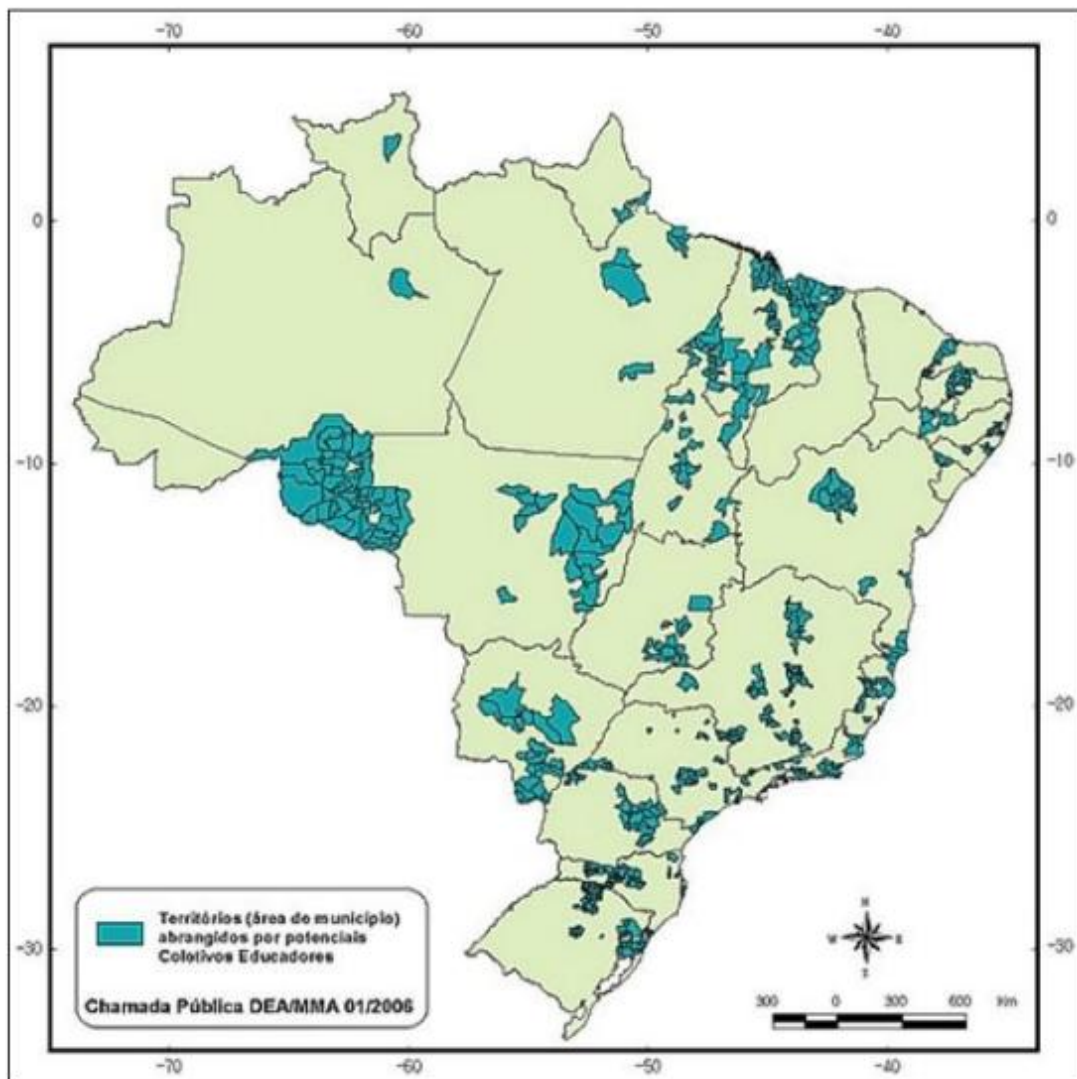 -70 -60 -50 -40
0 0
-10 -10
-20 -20
-30 -30
Territórios (área do município)
abrangidos por potenciais
Coletivos Educadores
Chamada Pública DEA/MMA 01/2006
N
W E
S
300 0 300 600 Km
-70 -60 -50 -40